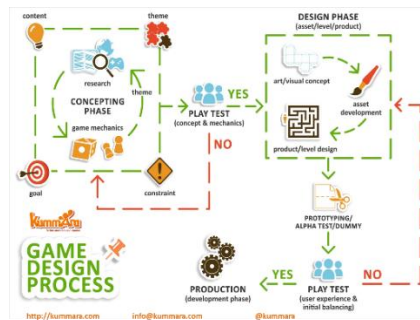 content
theme
research
CONCEPTING
PHASE
theme
game mechanics
goal
constraint
PLAY TEST
(concept & mechanics)
YES
NO
DESIGN PHASE
(asset/level/product)
art/visual concept
asset
development
product/level design
PROTOTYPING/
ALPHA TEST/DUMMY
PLAY TEST
(user experience &
initial balancing)
YES
NO
PRODUCTION
(development phase)
kummara
GAME
DESIGN
PROCESS
http://kummara
info@kummara
@kummara